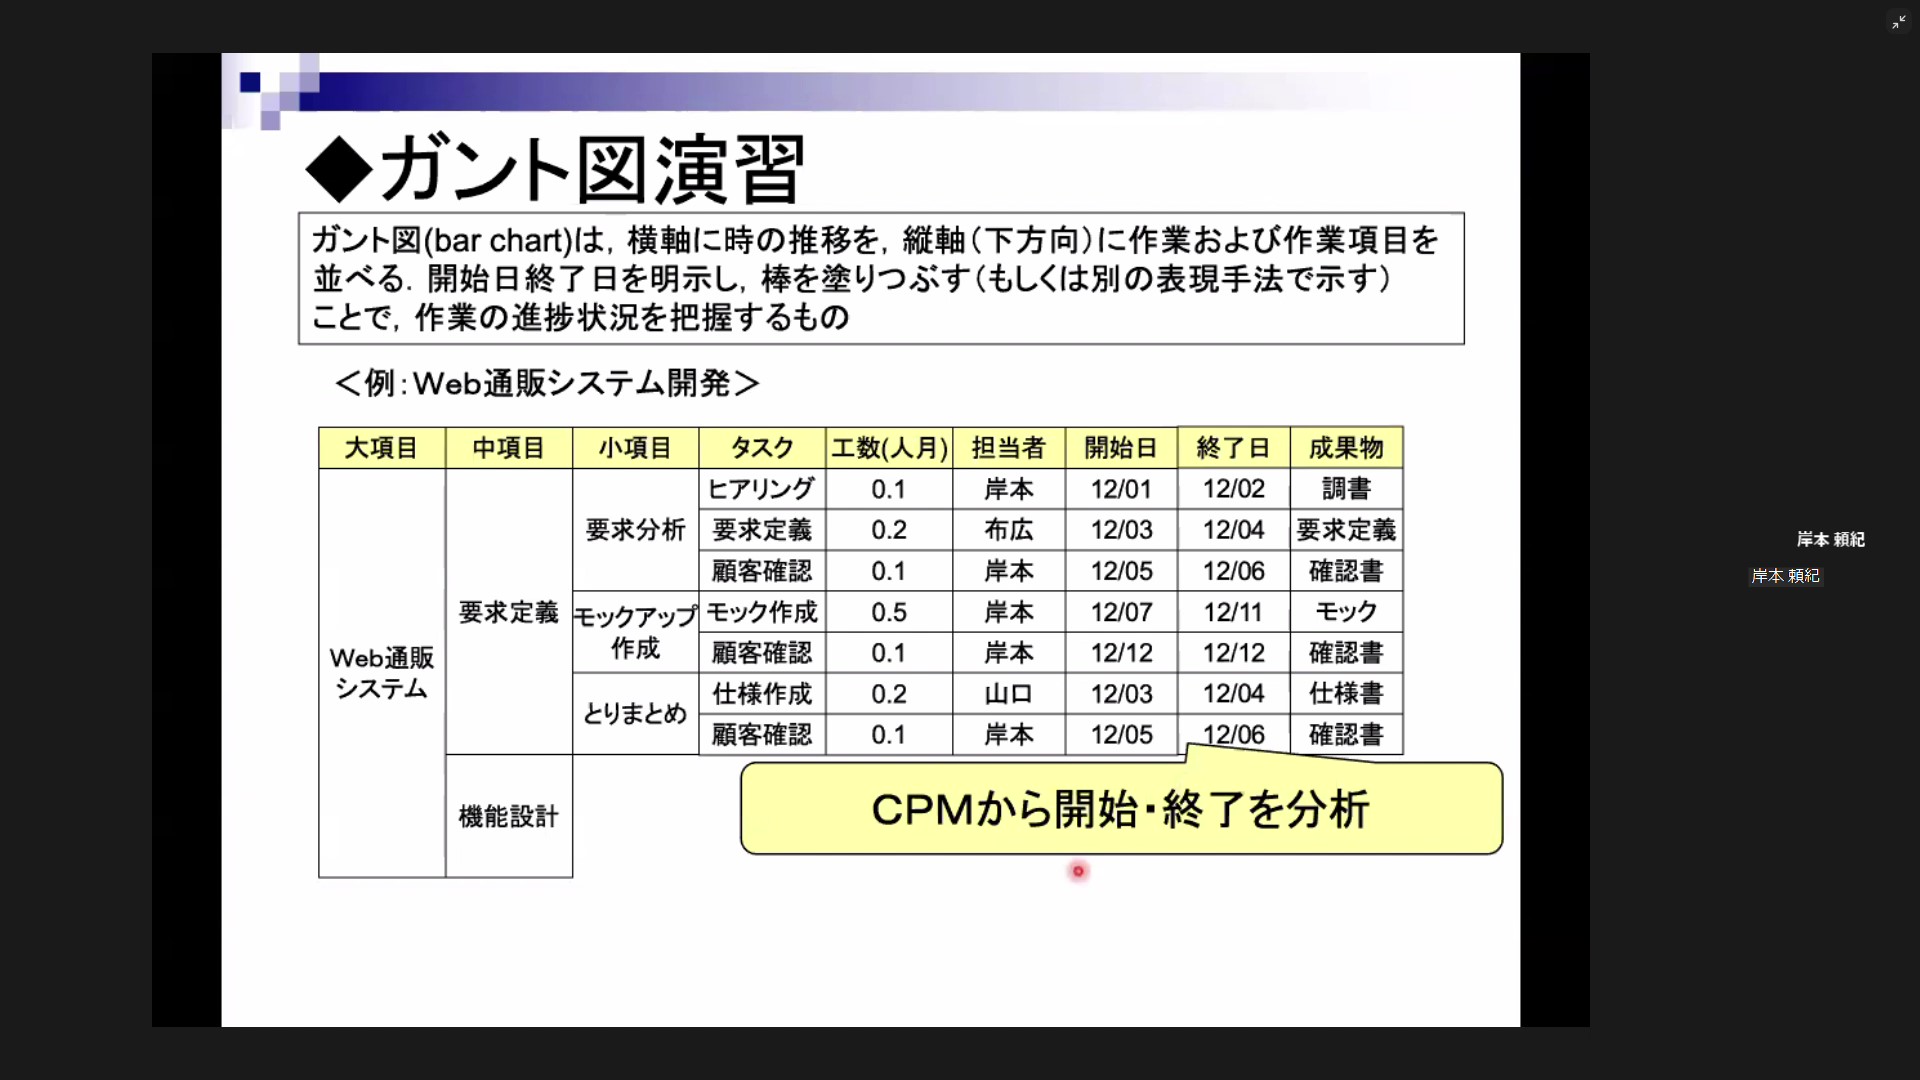 ◆ガント図演習
ガント図(bar chart)は，横軸に時の推移を，縦軸（下方向）に作業および作業項目を
並べる．開始日終了日を明示し，棒を塗りつぶす（もしくは別の表現手法で示す）
ことで，作業の進捗状況を把握するもの
＜例：Web通販システム開発＞
大項目 中項目 小項目 タスク 工数(人月) 担当者 開始日 終了日 成果物
Web通販
システム
要求定義
要求分析
ヒアリング 0.1 岸本 12/01 12/02 調書
要求定義 0.2 布広 12/03 12/04 要求定義
顧客確認 0.1 岸本 12/05 12/06 確認書
モックアップ
作成
モック作成 0.5 岸本 12/07 12/11 モック
顧客確認 0.1 岸本 12/12 12/12 確認書
とりまとめ
仕様作成 0.2 山口 12/03 12/04 仕様書
顧客確認 0.1 岸本 12/05 12/06 確認書
機能設計
CPMから開始・終了を分析
岸本 頼紀
岸本 頼紀